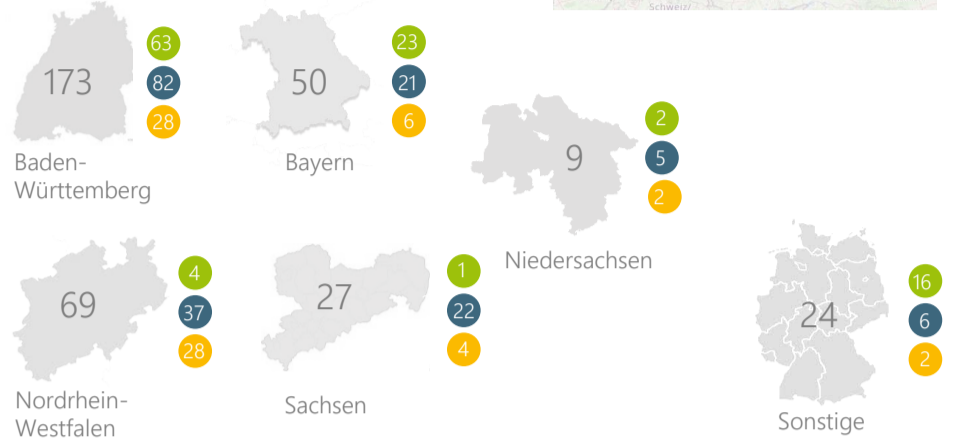 Schweiz/
173
63
82
28
Baden-
Württemberg
50
23
21
6
Bayern
9
2
5
2
Niedersachsen
69
4
37
28
Nordrhein-
Westfalen
27
1
22
4
Sachsen
24
16
6
2
Sonstige